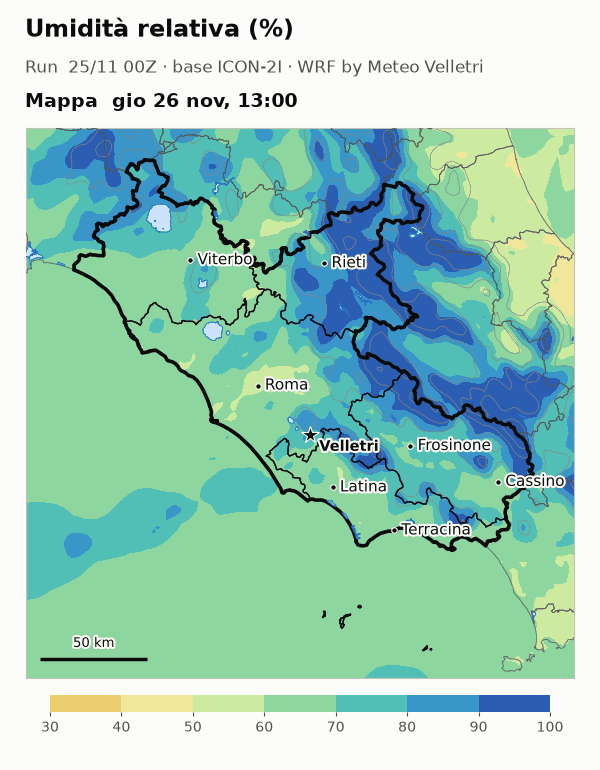 Umidità relativa (%)
Run 25/11 00Z · base ICON-2I · WRF by Meteo Velletri
Mappa gio 26 nov, 13:00
Viterbo
Rieti
Roma
Velletri
Frosinone
Cassino
Latina
Terracina
50 km
30 40 50 60 70 80 90 100